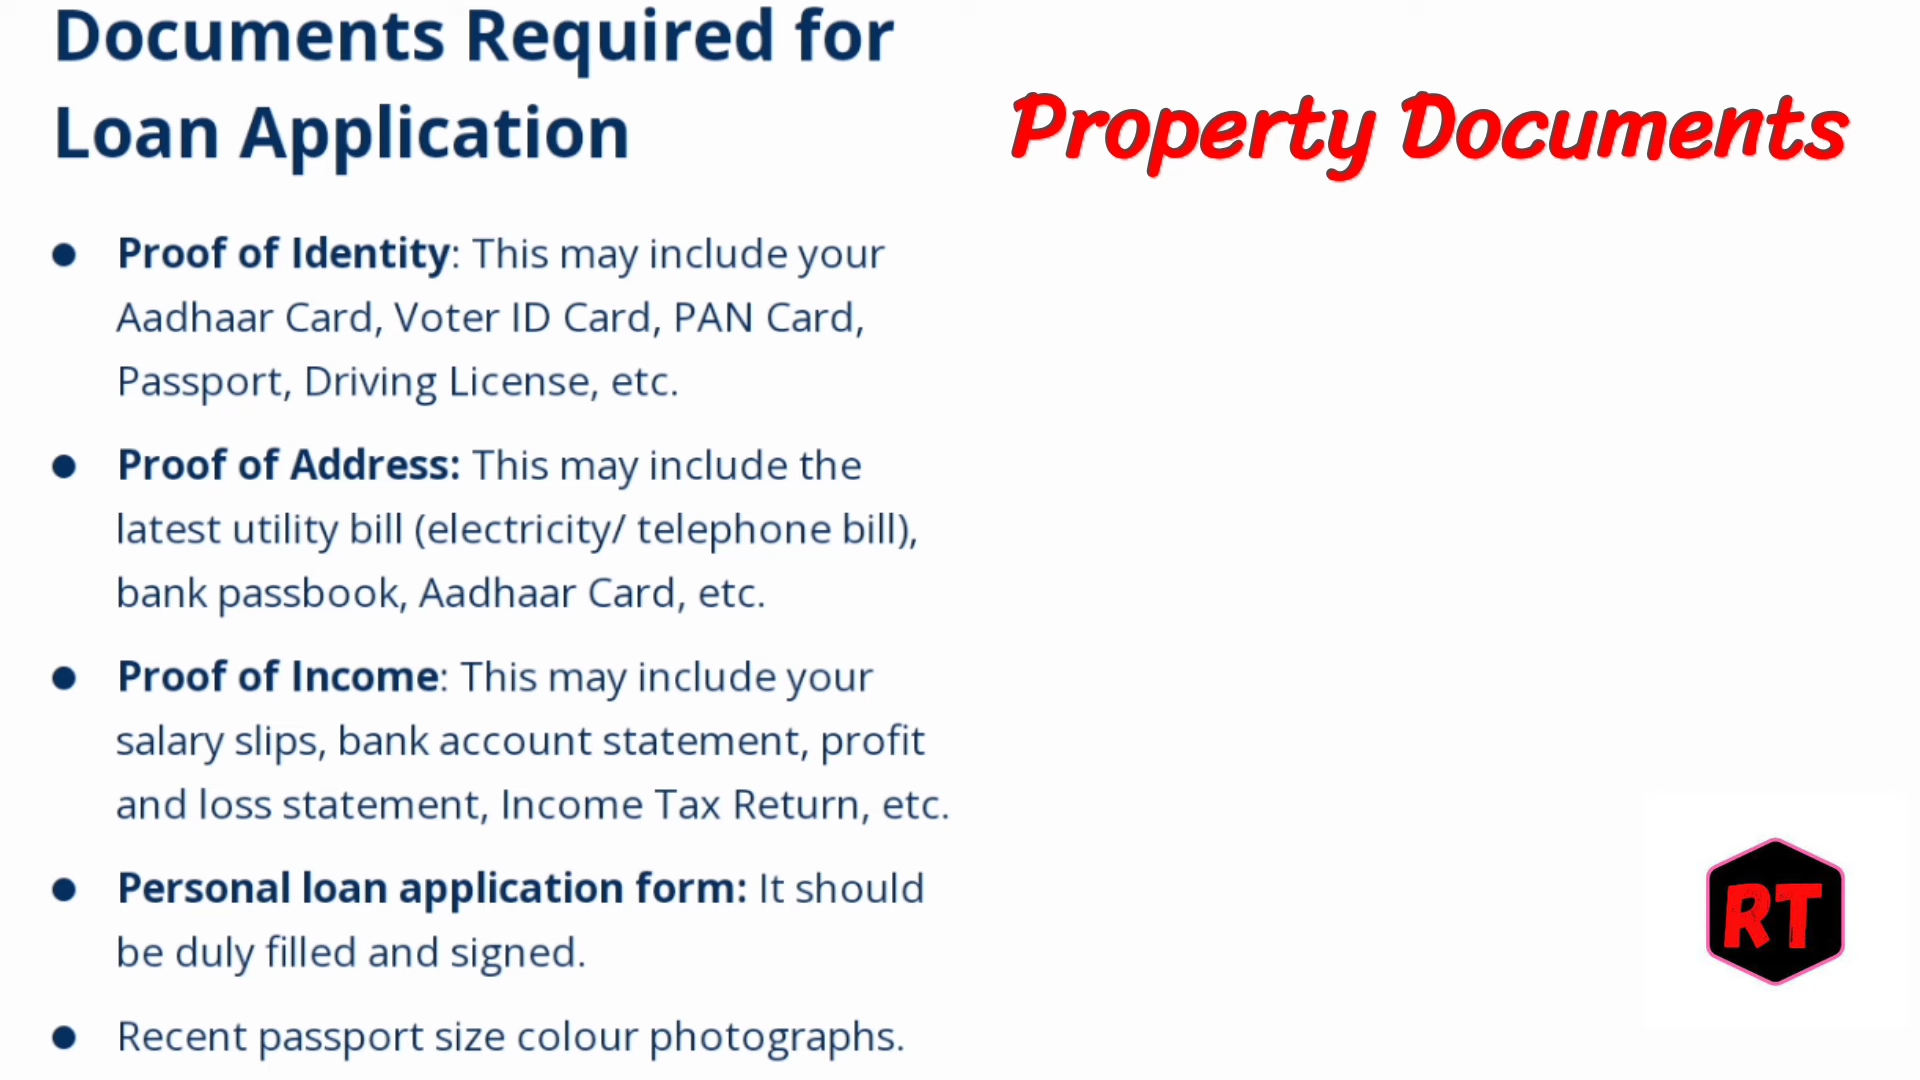 Documents Required for
Loan Application
Property Documents
● Proof of Identity: This may include your
Aadhaar Card, Voter ID Card, PAN Card,
Passport, Driving License, etc.
● Proof of Address: This may include the
latest utility bill (electricity/ telephone bill),
bank passbook, Aadhaar Card, etc.
● Proof of Income: This may include your
salary slips, bank account statement, profit
and loss statement, Income Tax Return, etc.
● Personal loan application form: It should
be duly filled and signed.
● Recent passport size colour photographs.
RT